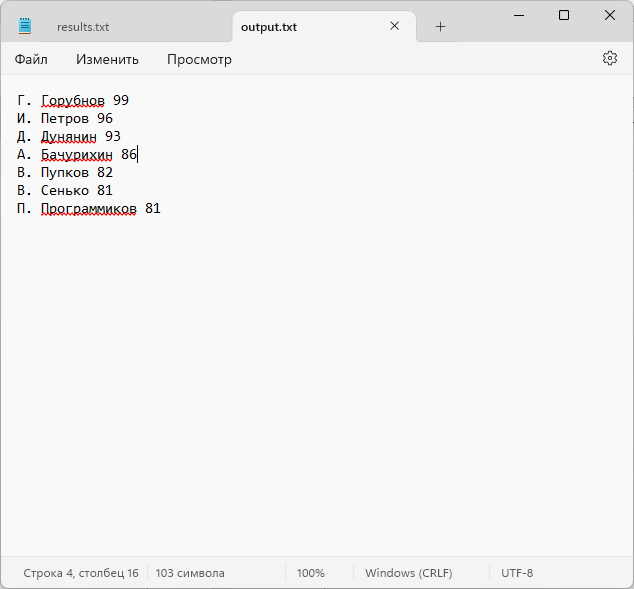 results.txt
output.txt
Файл
Изменить
Просмотр
Г. Горубнов 99
И. Петров 96
Д. Дунянин 93
А. Бачурихин 86
В. Пупков 82
В. Сенько 81
П. Программиков 81
Строка 4, столбец 16
103 символа
100%
Windows (CRLF)
UTF-8